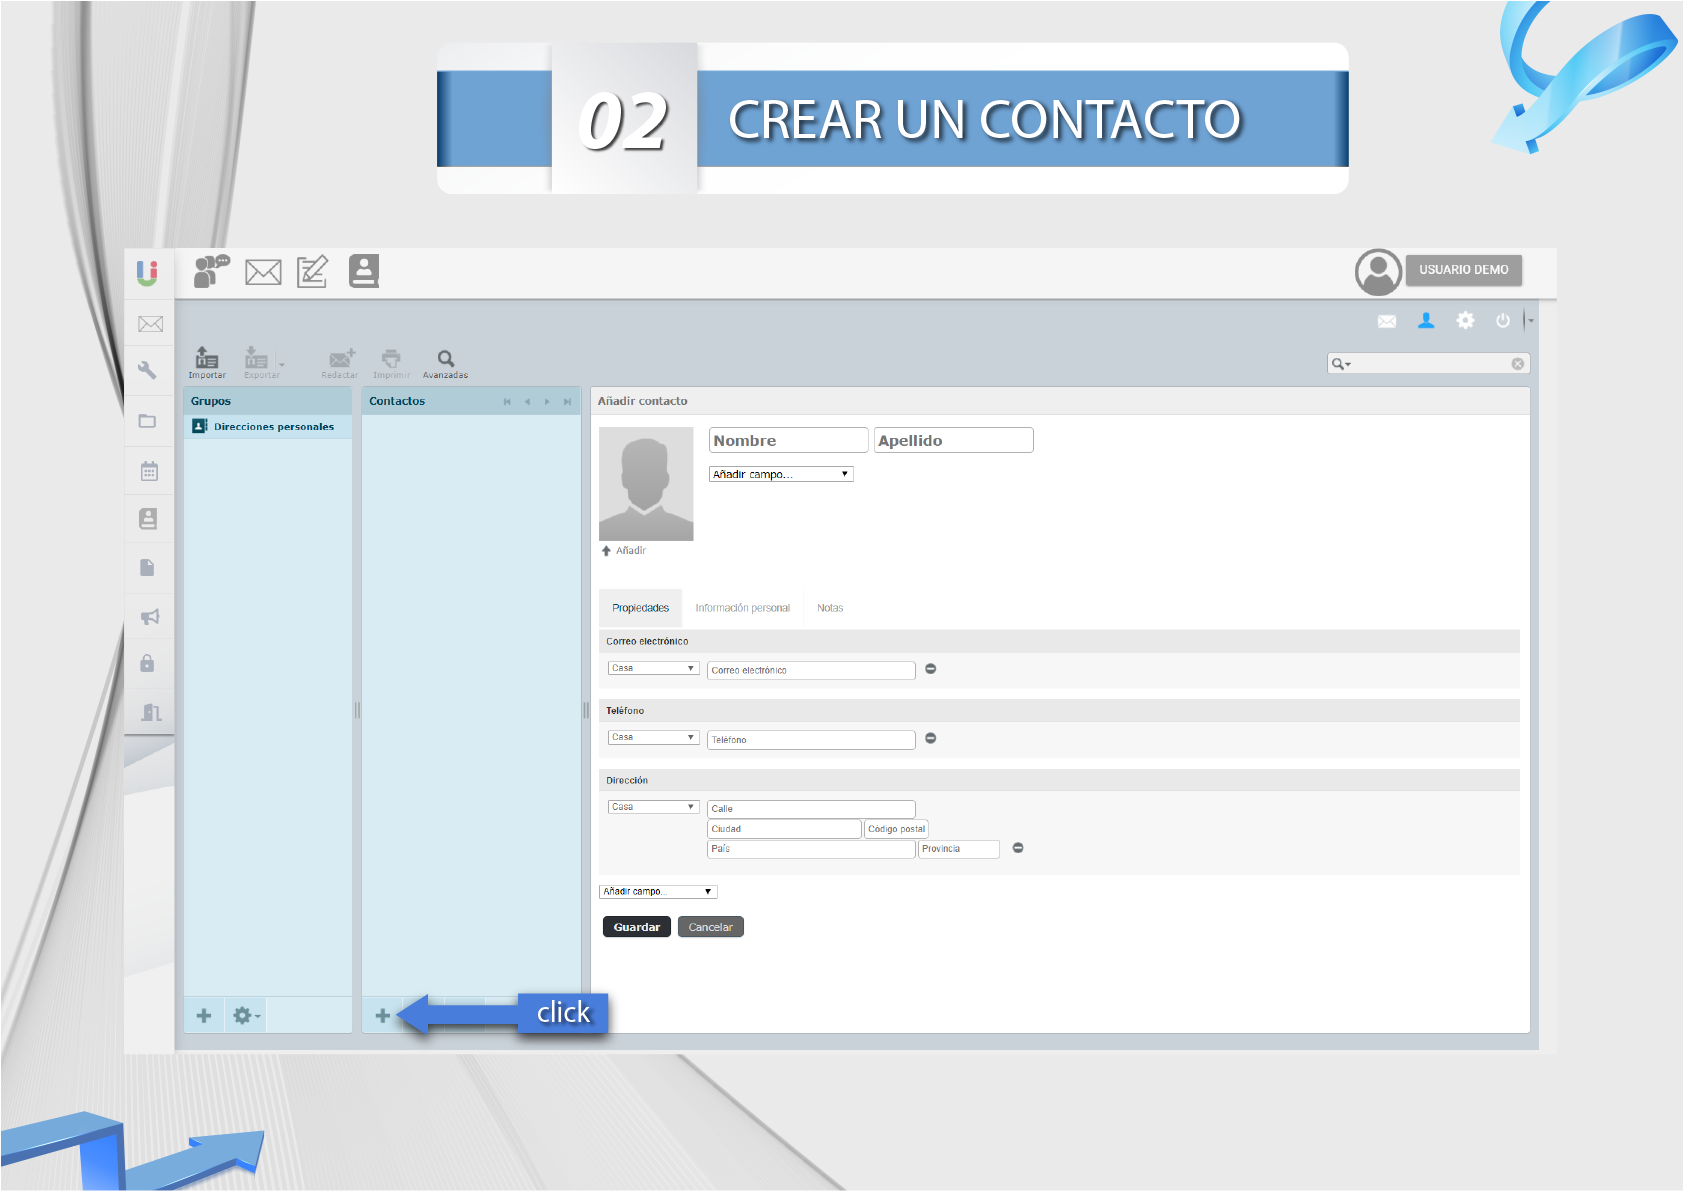 02 CREAR UN CONTACTO
USUARIO DEMO
Importar Exportar Redactar Imprimir Avanzadas
Grupos
Direcciones personales
Contactos
Añadir contacto
Nombre Apellido
Añadir campo...
Añadir
Propiedades Información personal Notas
Correo electrónico
Casa Correo electrónico
Teléfono
Casa Teléfono
Dirección
Casa Calle
Ciudad Código postal
País Provincia
Añadir campo...
Guardar Cancelar
click